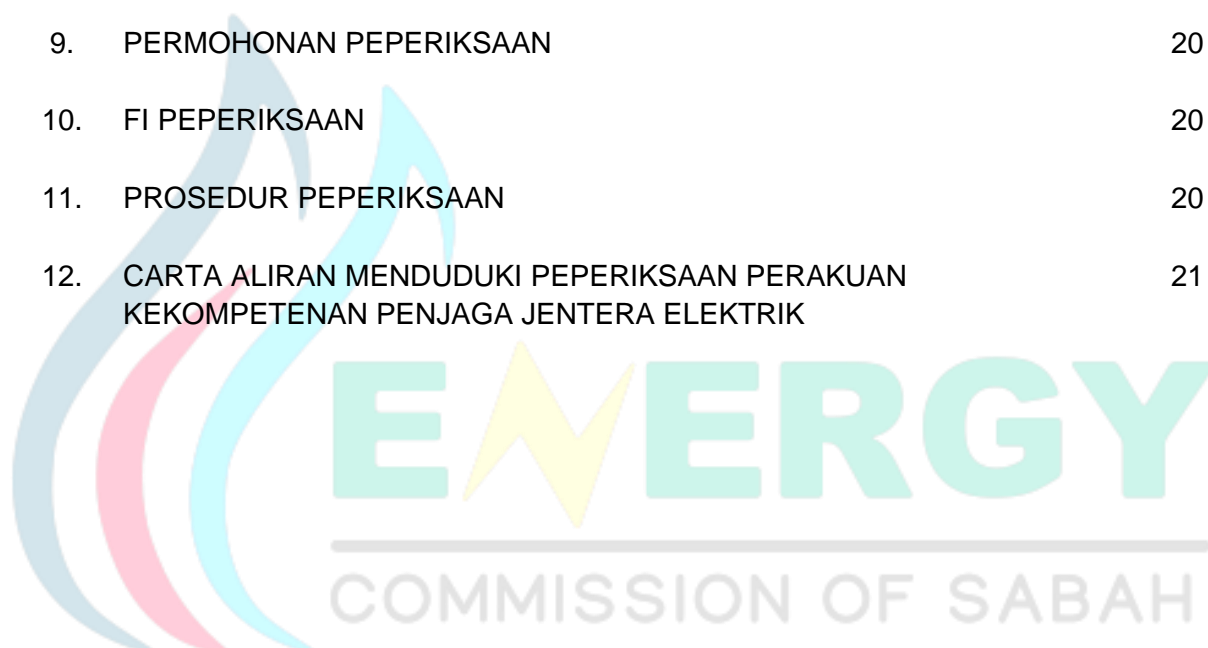 9. PERMOHONAN PEPERIKSAAN 20
10. FI PEPERIKSAAN 20
11. PROSEDUR PEPERIKSAAN 20
12. CARTA ALIRAN MENDUDUKI PEPERIKSAAN PERAKUAN 21
KEKOMPETENAN PENJAGA JENTERA ELEKTRIK
ENERGY
COMMISSION OF SABAH